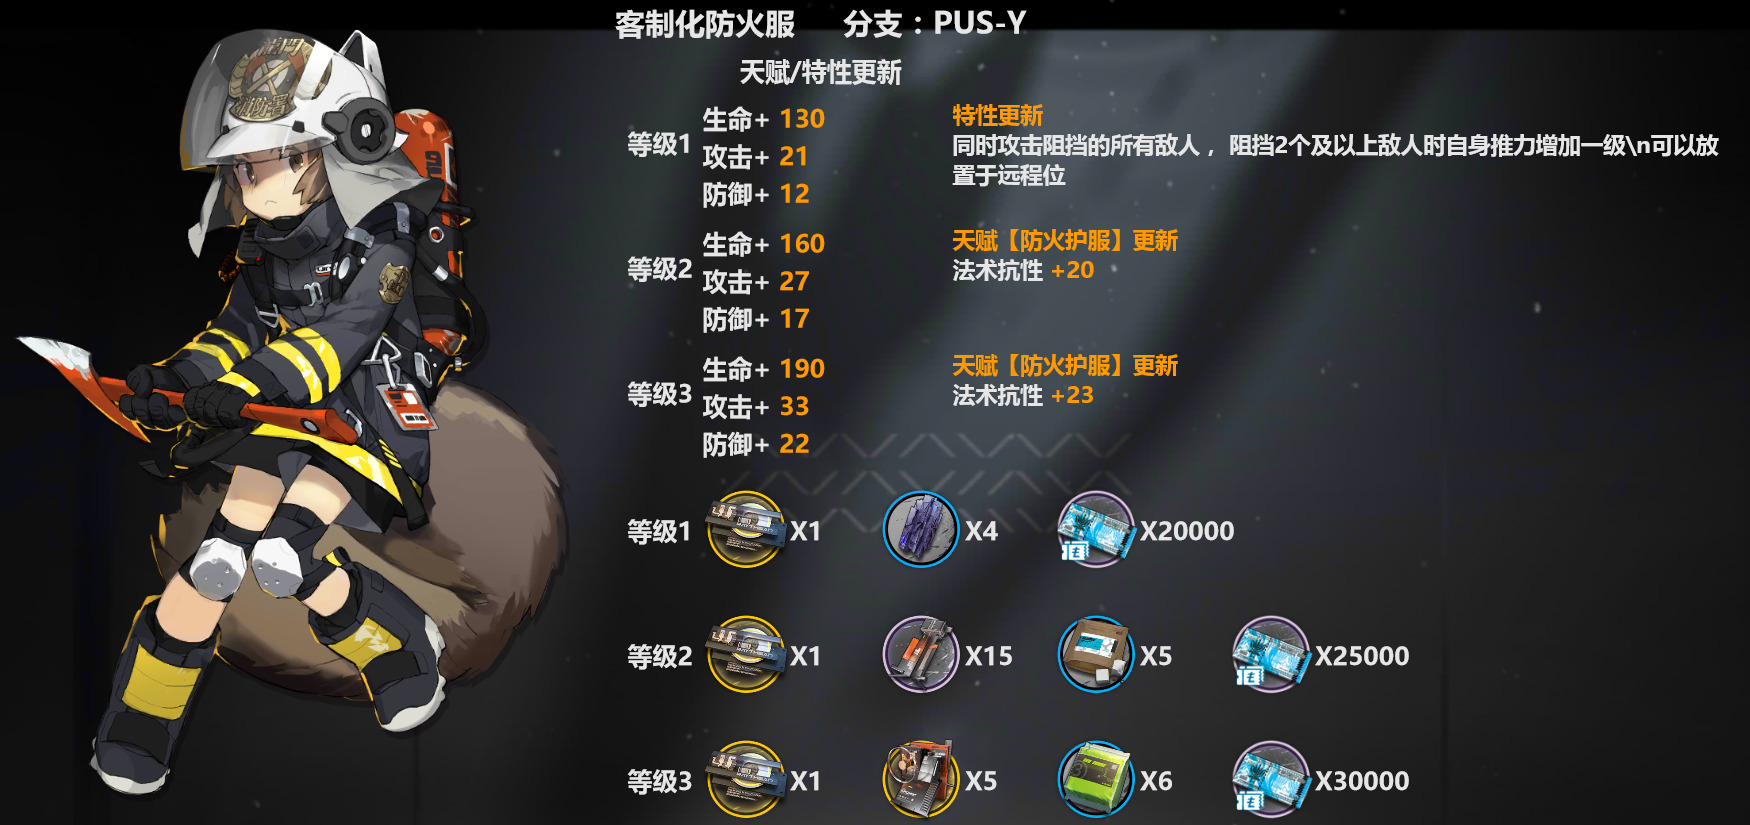 客制化防火服 分支：PUS-Y
天赋/特性更新
等级1
生命+ 130
攻击+ 21
防御+ 12
特性更新
同时攻击阻挡的所有敌人，阻挡2个及以上敌人时自身推力增加一级\n可以放
置于远程位
等级2
生命+ 160
攻击+ 27
防御+ 17
天赋【防火护服】更新
法术抗性 +20
等级3
生命+ 190
攻击+ 33
防御+ 22
天赋【防火护服】更新
法术抗性 +23
等级1 X1 X4 X20000
等级2 X1 X15 X5 X25000
等级3 X1 X5 X6 X30000